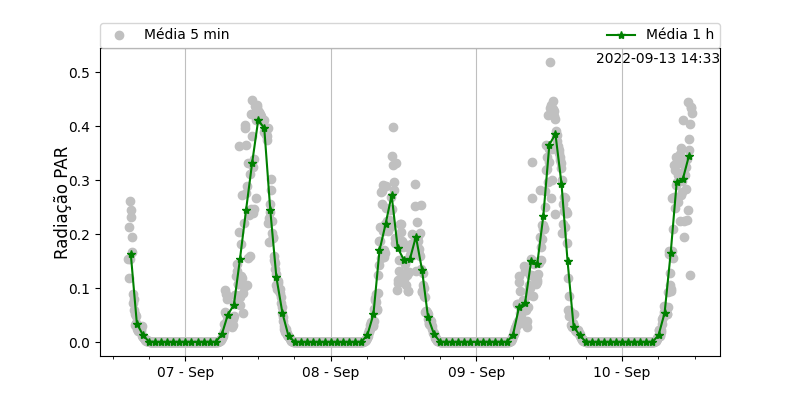 Média 5 min
Média 1 h
2022-09-13 14:33
Radiação PAR
0.5
0.4
0.3
0.2
0.1
0.0
07 - Sep
08 - Sep
09 - Sep
10 - Sep